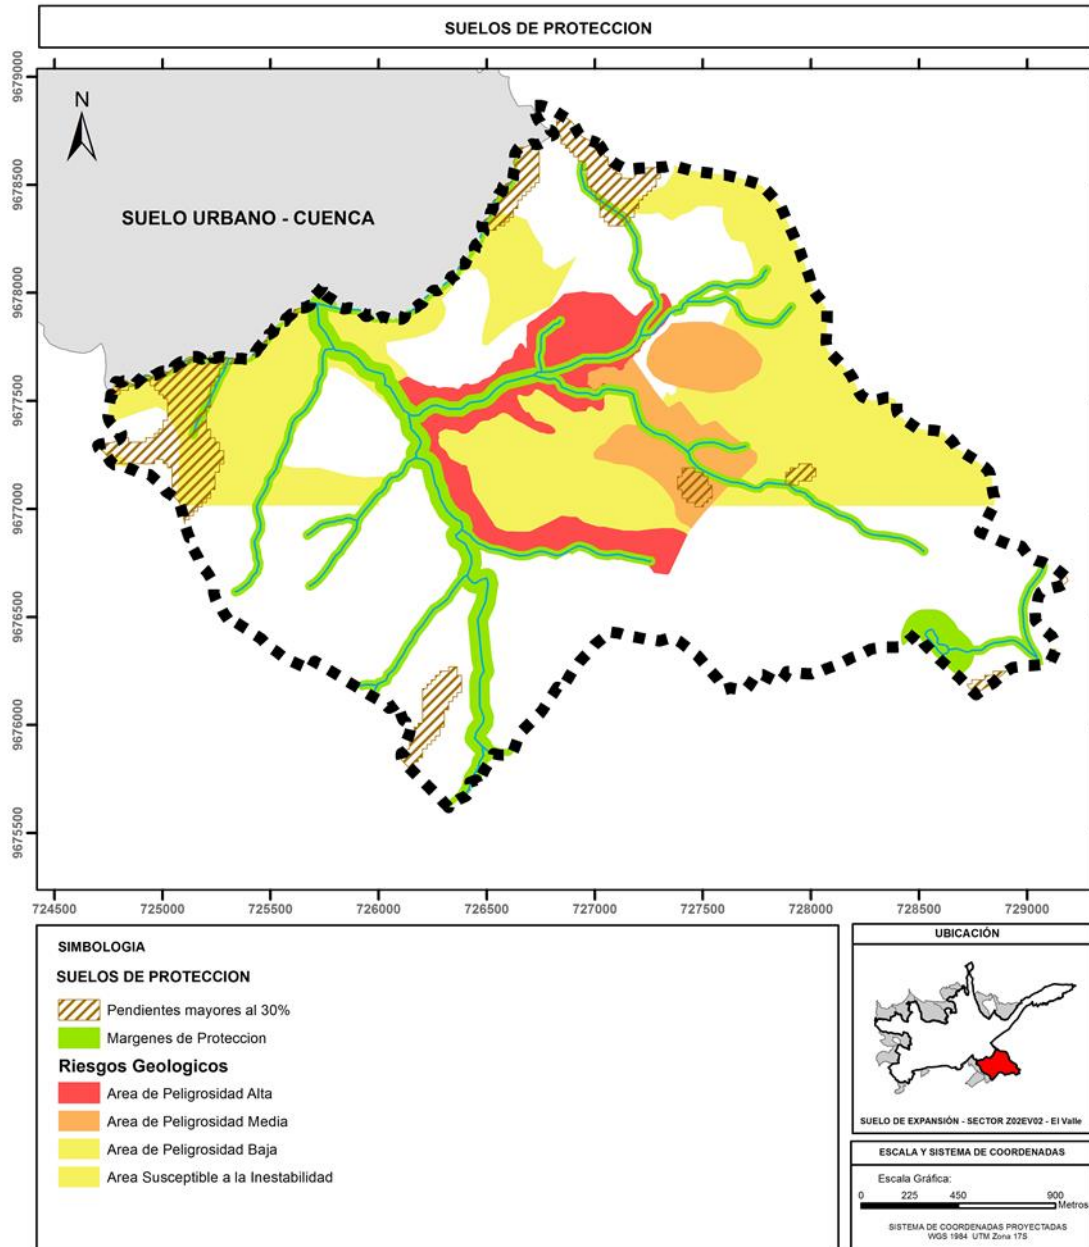 SUELOS DE PROTECCION
9679000
N
9678500
SUELO URBANO - CUENCA
9678000
9677500
9677000
9676500
9676000
9675500
724500 725000 725500 726000 726500 727000 727500 728000 728500 729000
SIMBOLOGIA
SUELOS DE PROTECCION
Pendientes mayores al 30%
Margenes de Proteccion
Riesgos Geologicos
Area de Peligrosidad Alta
Area de Peligrosidad Media
Area de Peligrosidad Baja
Area Susceptible a la Inestabilidad
UBICACIÓN
SUELO DE EXPANSIÓN - SECTOR Z02EV02 - El Valle
ESCALA Y SISTEMA DE COORDENADAS
Escala Gráfica:
0 225 450 900
Metros
SISTEMA DE COORDENADAS PROYECTADAS
WGS 1984 UTM Zona 17S